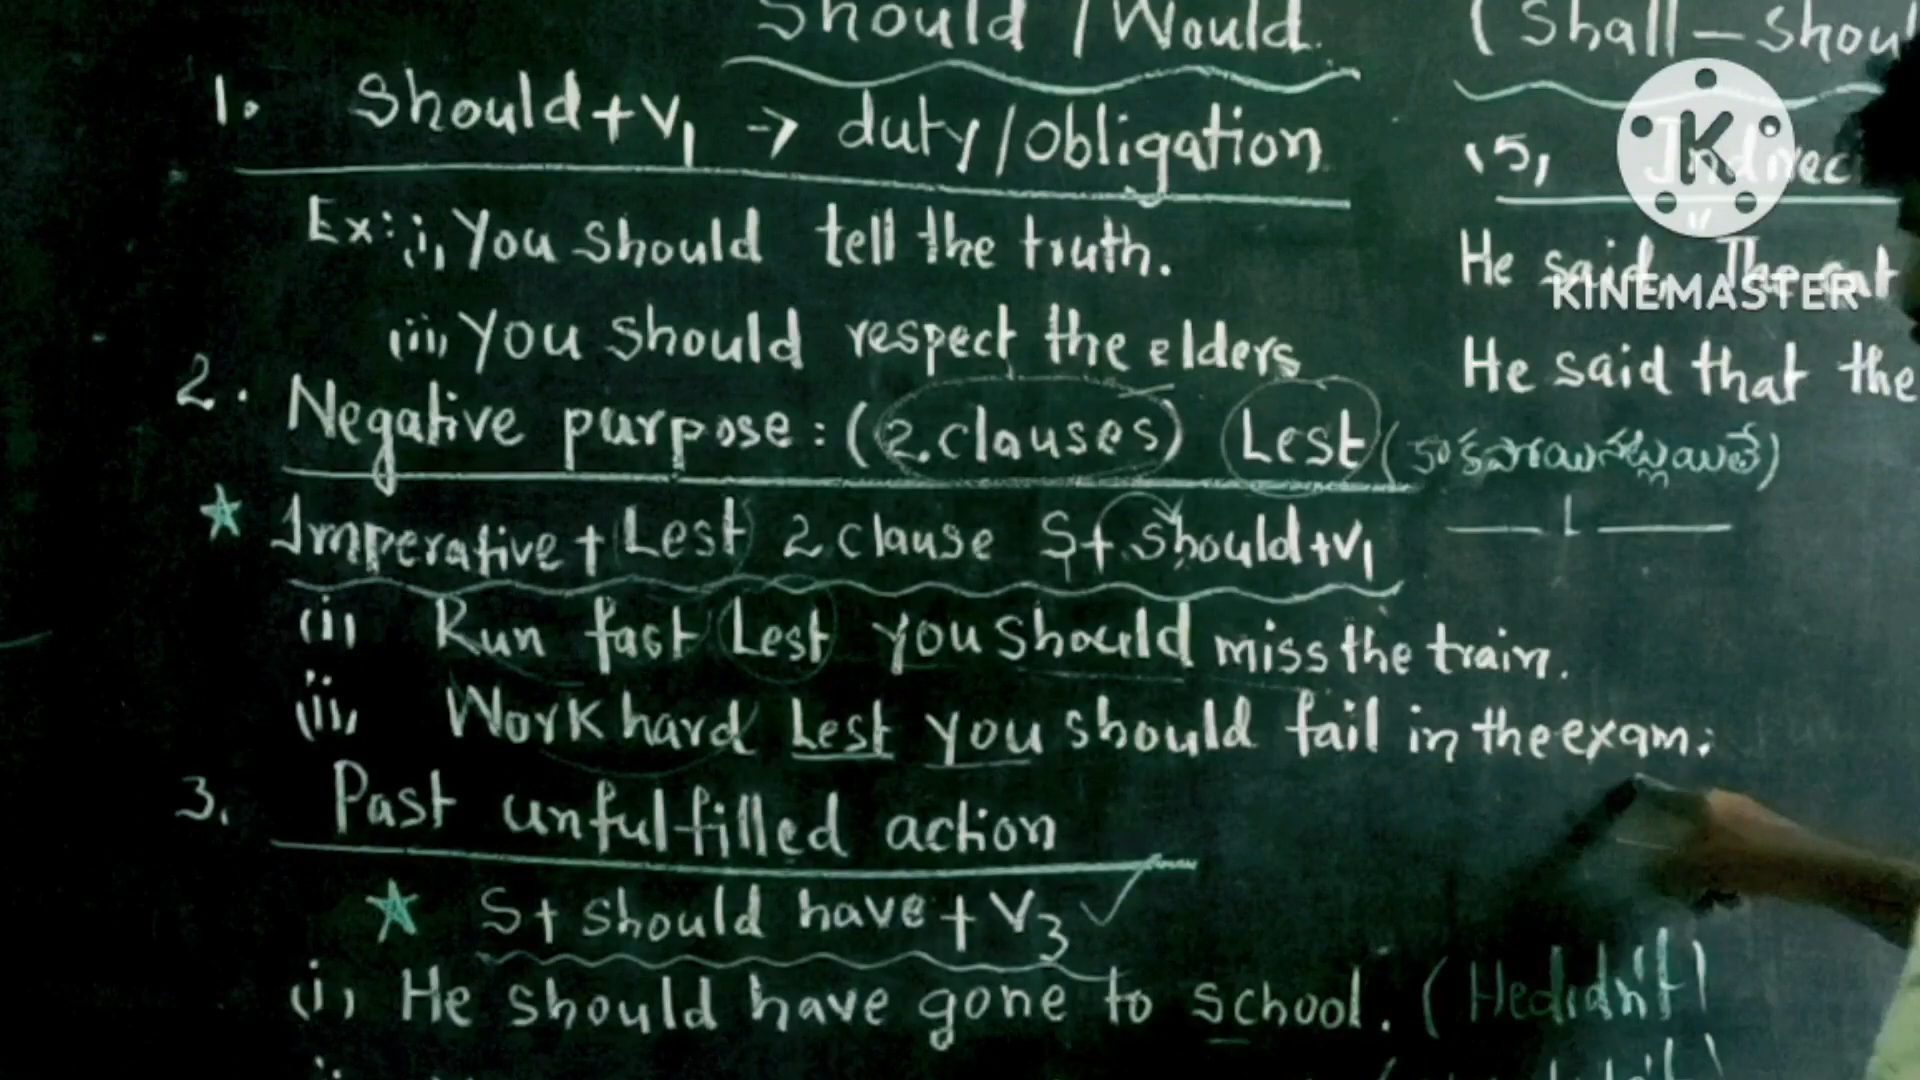 Should / Would
1. Should + V1 → duty/obligation
Ex: i, You should tell the truth.
(ii) You should respect the elders
2. Negative purpose: (2.clauses) Lest
Imperative + Lest 2 clause S + should + V1
(i) Run fast Lest you should miss the train.
(ii, Work hard Lest you should fail in the exam.
3. Past unfulfilled action
S + should have + V3 ✓
(i) He should have gone to school. (He didn't)
(Shall - Shoul
(5, Indirec
He said, "The
He said that the
K
KINEMASTER